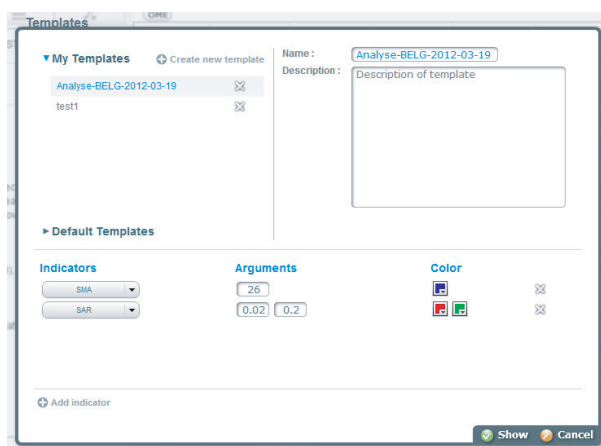 OME
Templates
My Templates
Create new template
Analyse-BELG-2012-03-19
test1
Default Templates
Name :
Analyse-BELG-2012-03-19
Description :
Description of template
Indicators Arguments Color
SMA 26
SAR 0.02 0.2
Add indicator
Show Cancel